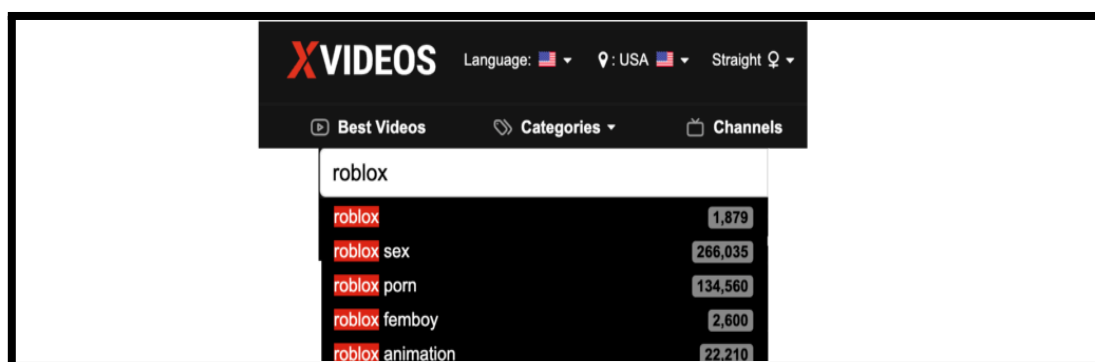 XVIDEOS Language: : USA Straight
Best Videos Categories Channels
roblox
roblox 1,879
roblox sex 266,035
roblox porn 134,560
roblox femboy 2,600
roblox animation 22,210